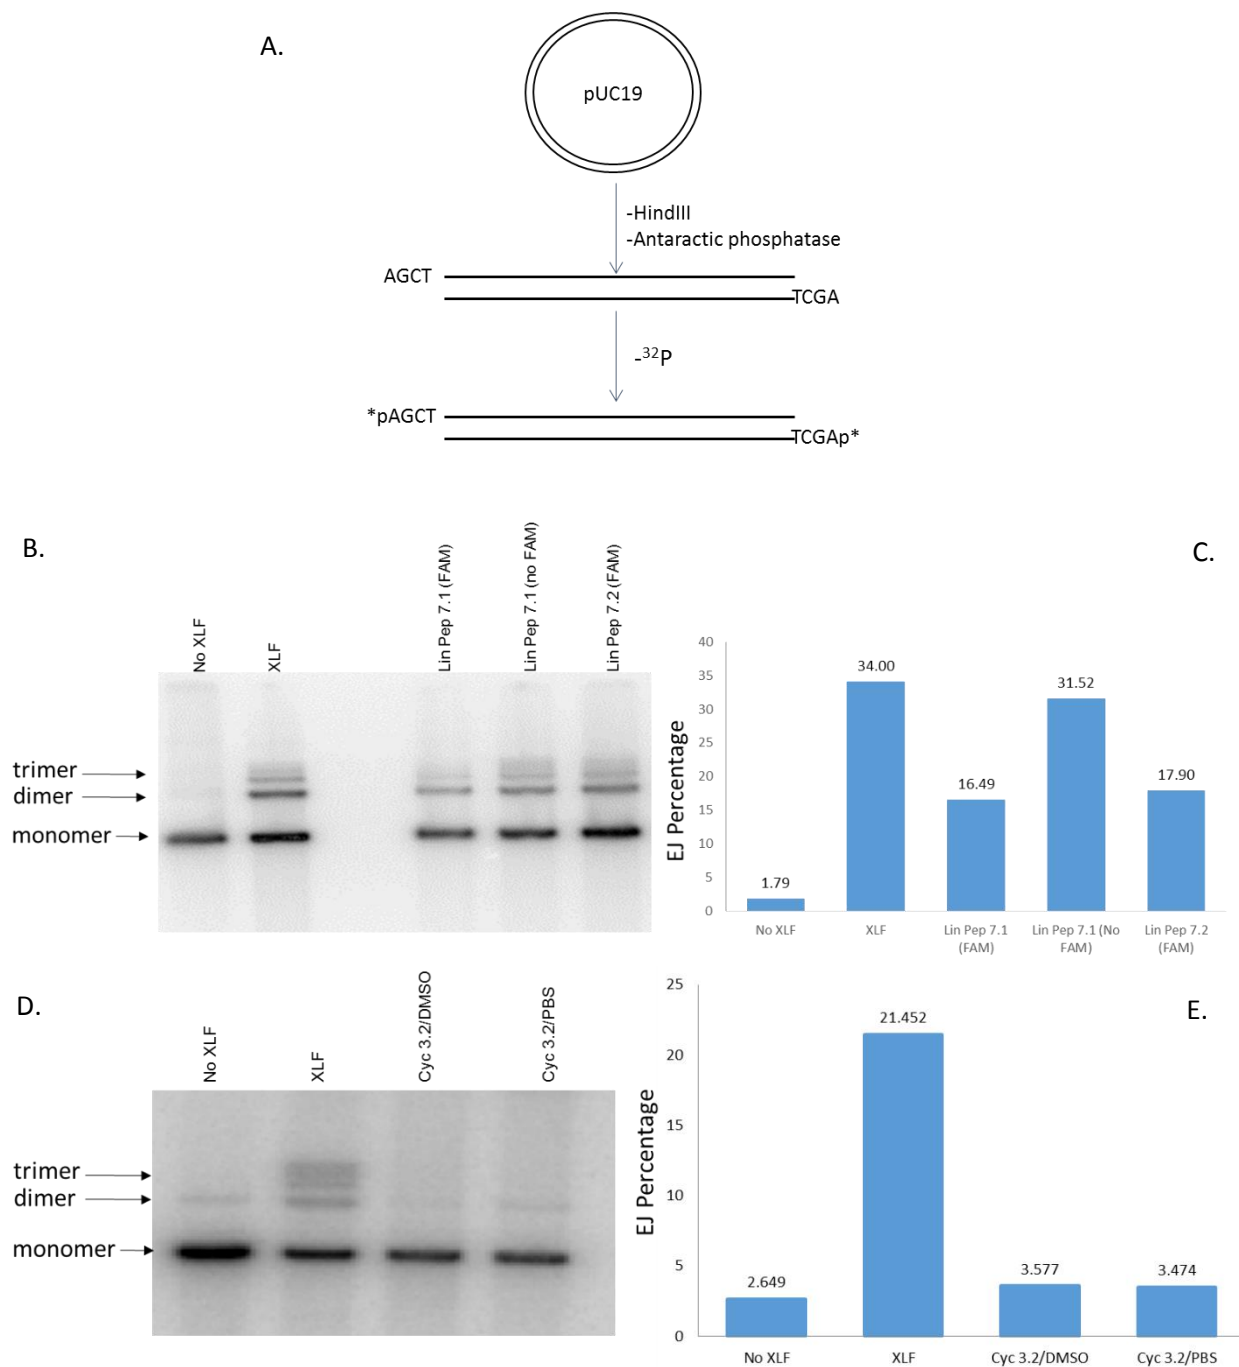 A.
pUC19
-HindIII
-Antaractic phosphatase
AGCT
TCGA
-³²P
*pAGCT
TCGAp*
B.
No XLF
XLF
Lin Pep 7.1 (FAM)
Lin Pep 7.1 (no FAM)
Lin Pep 7.2 (FAM)
trimer
dimer
monomer
C.
EJ Percentage
40
35
30
25
20
15
10
5
0
1.79
34.00
16.49
31.52
17.90
No XLF
XLF
Lin Pep 7.1
(FAM)
Lin Pep 7.1 (No
FAM)
Lin Pep 7.2
(FAM)
D.
No XLF
XLF
Cyc 3.2/DMSO
Cyc 3.2/PBS
trimer
dimer
monomer
E.
EJ Percentage
25
20
15
10
5
0
2.649
21.452
3.577
3.474
No XLF
XLF
Cyc 3.2/DMSO
Cyc 3.2/PBS